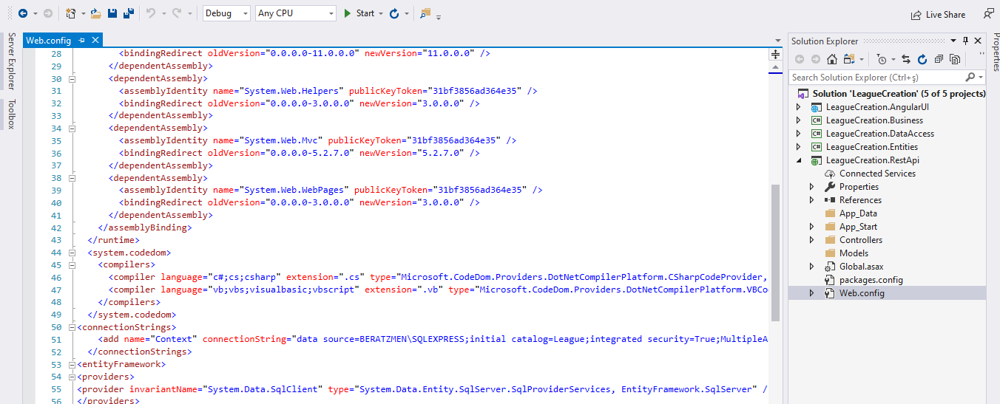 Debug
Any CPU
Start
Live Share
Server Explorer
Toolbox
Web.config
28 <bindingRedirect oldVersion="0.0.0.0-11.0.0.0" newVersion="11.0.0.0" />
29 </dependentAssembly>
30 <dependentAssembly>
31 <assemblyIdentity name="System.Web.Helpers" publicKeyToken="31bf3856ad364e35" />
32 <bindingRedirect oldVersion="0.0.0.0-3.0.0.0" newVersion="3.0.0.0" />
33 </dependentAssembly>
34 <dependentAssembly>
35 <assemblyIdentity name="System.Web.Mvc" publicKeyToken="31bf3856ad364e35" />
36 <bindingRedirect oldVersion="0.0.0.0-5.2.7.0" newVersion="5.2.7.0" />
37 </dependentAssembly>
38 <dependentAssembly>
39 <assemblyIdentity name="System.Web.WebPages" publicKeyToken="31bf3856ad364e35" />
40 <bindingRedirect oldVersion="0.0.0.0-3.0.0.0" newVersion="3.0.0.0" />
41 </dependentAssembly>
42 </assemblyBinding>
43 </runtime>
44 <system.codedom>
45 <compilers>
46 <compiler language="c#;cs;csharp" extension=".cs" type="Microsoft.CodeDom.Providers.DotNetCompilerPlatform.CSharpCodeProvider,
47 <compiler language="vb;vbs;visualbasic;vbscript" extension=".vb" type="Microsoft.CodeDom.Providers.DotNetCompilerPlatform.VBCo
48 </compilers>
49 </system.codedom>
50 <connectionStrings>
51 <add name="Context" connectionString="data source=BERATZMEN\SQLEXPRESS;initial catalog=League;integrated security=True;MultipleA
52 </connectionStrings>
53 <entityFramework>
54 <providers>
55 <provider invariantName="System.Data.SqlClient" type="System.Data.Entity.SqlServer.SqlProviderServices, EntityFramework.SqlServer" /
56 </providers>
Solution Explorer
Search Solution Explorer (Ctrl+ş)
Solution 'LeagueCreation' (5 of 5 projects)
LeagueCreation.AngularUI
C# LeagueCreation.Business
C# LeagueCreation.DataAccess
C# LeagueCreation.Entities
LeagueCreation.RestApi
Connected Services
Properties
References
App_Data
App_Start
Controllers
Models
Global.asax
packages.config
Web.config
Properties